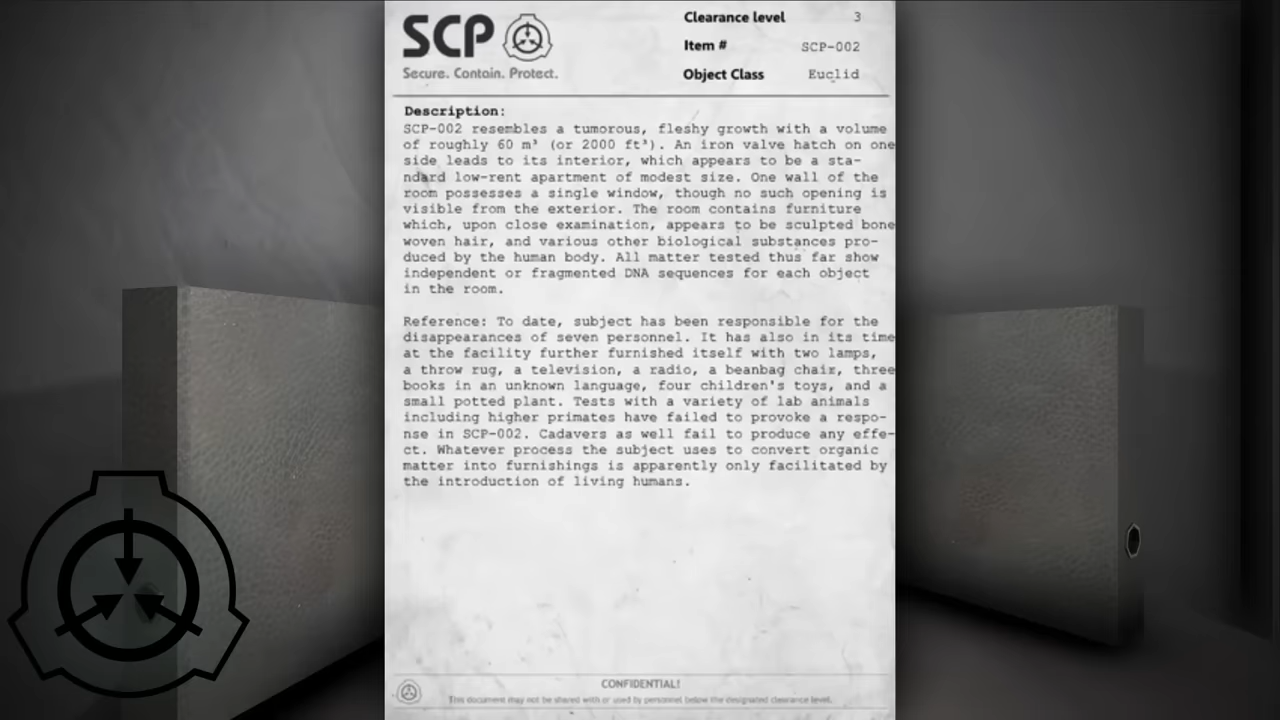 SCP
Secure. Contain. Protect.
Clearance level 3
Item # SCP-002
Object Class Euclid
Description:
SCP-002 resembles a tumorous, fleshy growth with a volume
of roughly 60 m³ (or 2000 ft³). An iron valve hatch on one
side leads to its interior, which appears to be a sta-
ndard low-rent apartment of modest size. One wall of the
room possesses a single window, though no such opening is
visible from the exterior. The room contains furniture
which, upon close examination, appears to be sculpted bone
woven hair, and various other biological substances pro-
duced by the human body. All matter tested thus far show
independent or fragmented DNA sequences for each object
in the room.
Reference: To date, subject has been responsible for the
disappearances of seven personnel. It has also in its time
at the facility further furnished itself with two lamps,
a throw rug, a television, a radio, a beanbag chair, three
books in an unknown language, four children's toys, and a
small potted plant. Tests with a variety of lab animals
including higher primates have failed to provoke a respo-
nse in SCP-002. Cadavers as well fail to produce any effe-
ct. Whatever process the subject uses to convert organic
matter into furnishings is apparently only facilitated by
the introduction of living humans.
CONFIDENTIAL!
This document may not be shared with or used by personnel below the designated clearance level.